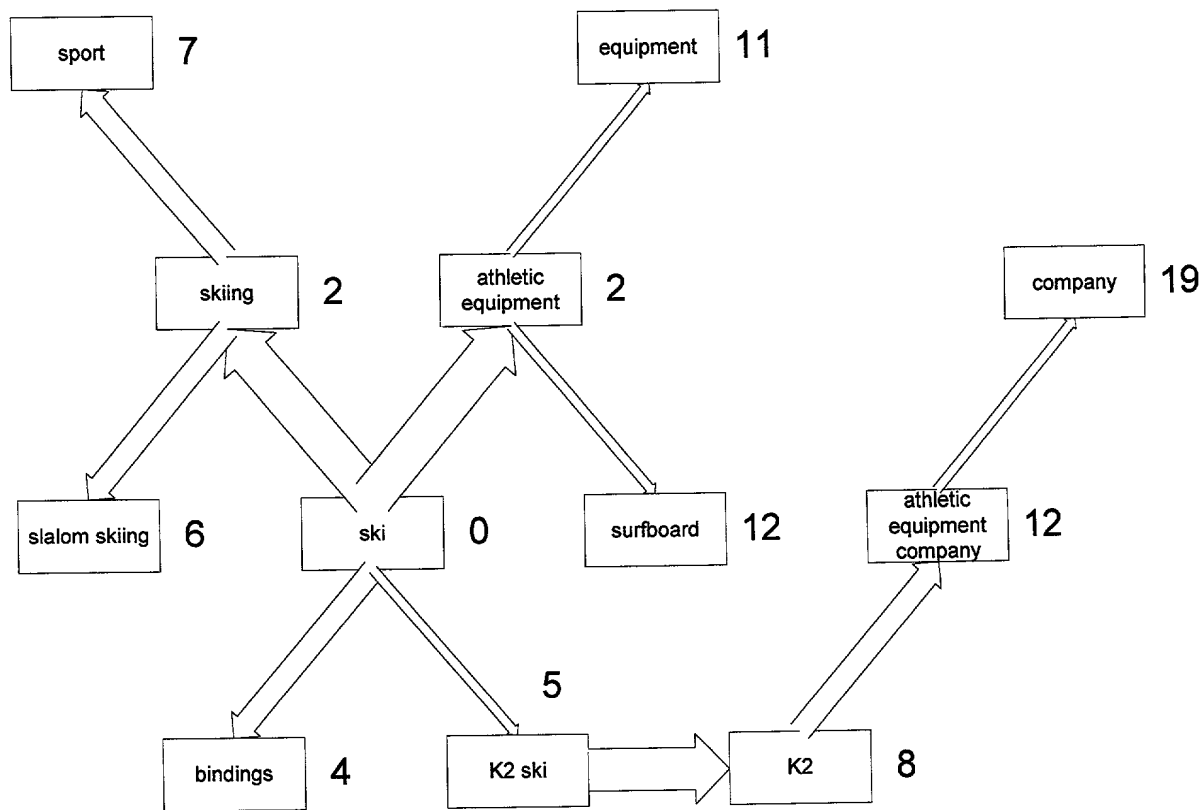 sport
7
equipment
11
skiing
2
athletic
equipment
2
company
19
slalom skiing
6
ski
0
surfboard
12
athletic
equipment
company
12
bindings
4
K2 ski
5
K2
8